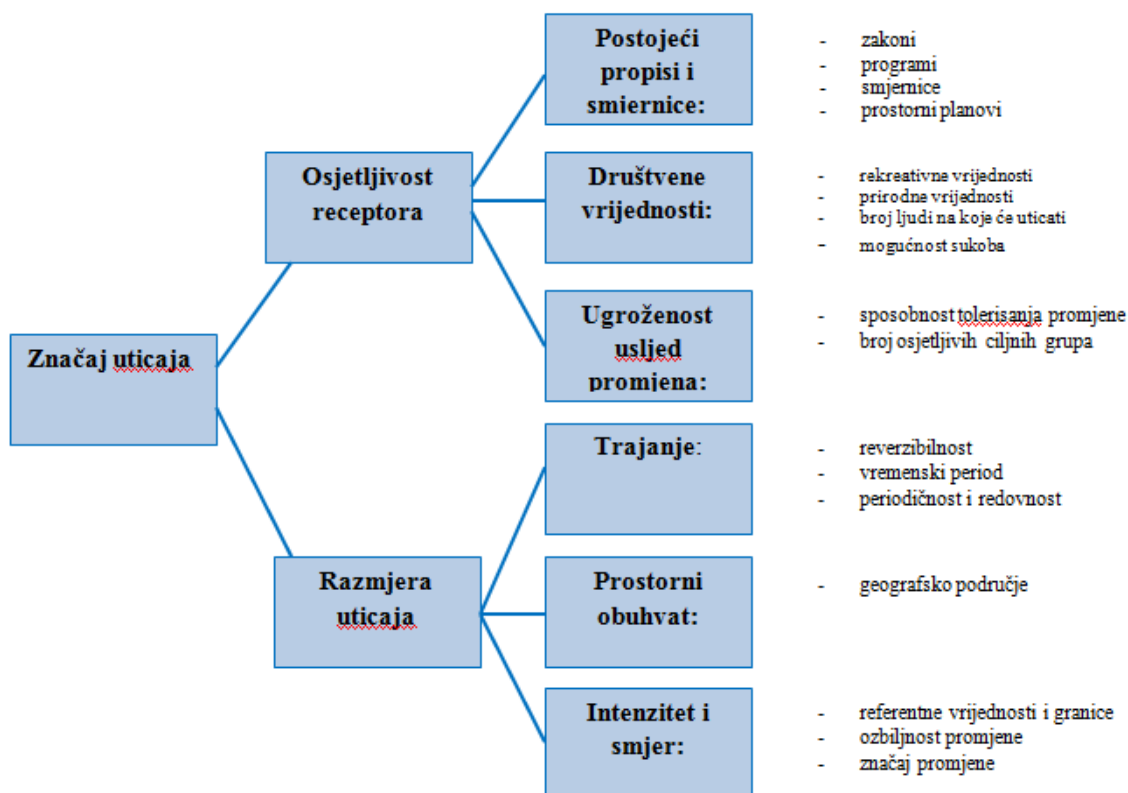 Postojeći
propisi i
smjernice:
- zakoni
- programi
- smjernice
- prostorni planovi
Osjetljivost
receptora
Društvene
vrijednosti:
- rekreativne vrijednosti
- prirodne vrijednosti
- broj ljudi na koje će uticati
- mogućnost sukoba
Ugroženost
usljed
promjena:
- sposobnost tolerisanja promjene
- broj osjetljivih ciljnih grupa
Značaj uticaja
Trajanje:
- reverzibilnost
- vremenski period
- periodičnost i redovnost
Razmjera
uticaja
Prostorni
obuhvat:
- geografsko područje
Intenzitet i
smjer:
- referentne vrijednosti i granice
- ozbiljnost promjene
- značaj promjene